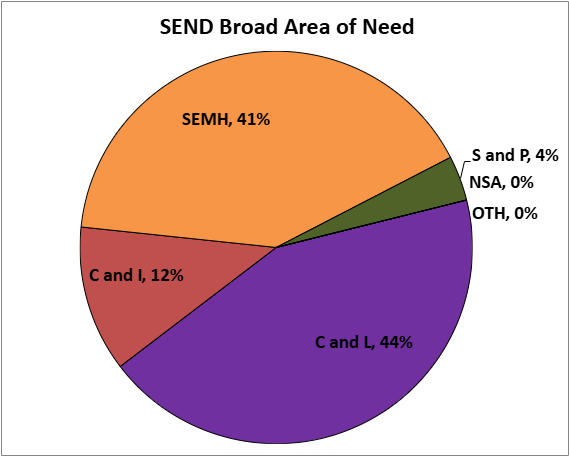 SEND Broad Area of Need
SEMH, 41%
S and P, 4%
NSA, 0%
OTH, 0%
C and I, 12%
C and L, 44%